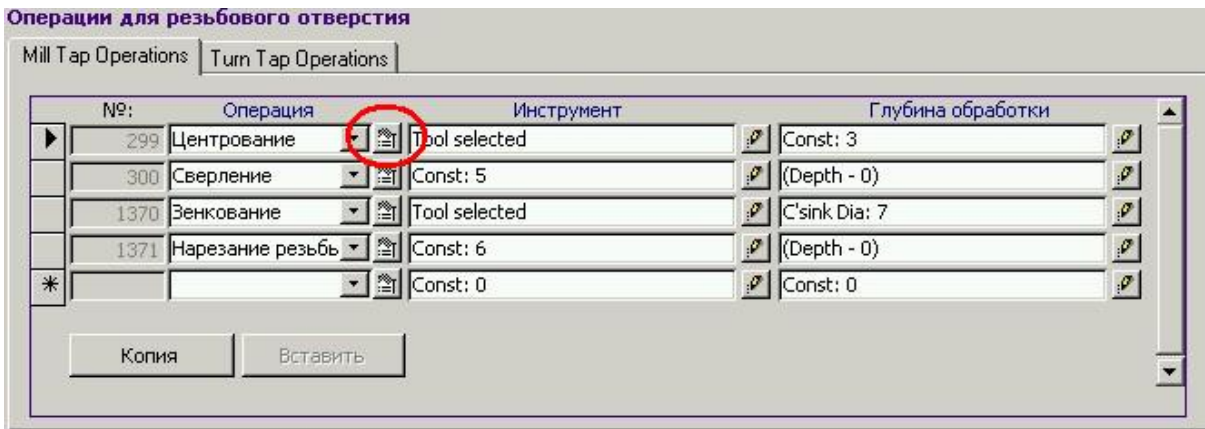 Операции для резьбового отверстия
Mill Tap Operations Turn Tap Operations
№: Операция Инструмент Глубина обработки
299 Центрование Tool selected Const: 3
300 Сверление Const: 5 (Depth - 0)
1370 Зенкование Tool selected C'sink Dia: 7
1371 Нарезание резьбь Const: 6 (Depth - 0)
Const: 0 Const: 0
Копия Вставить